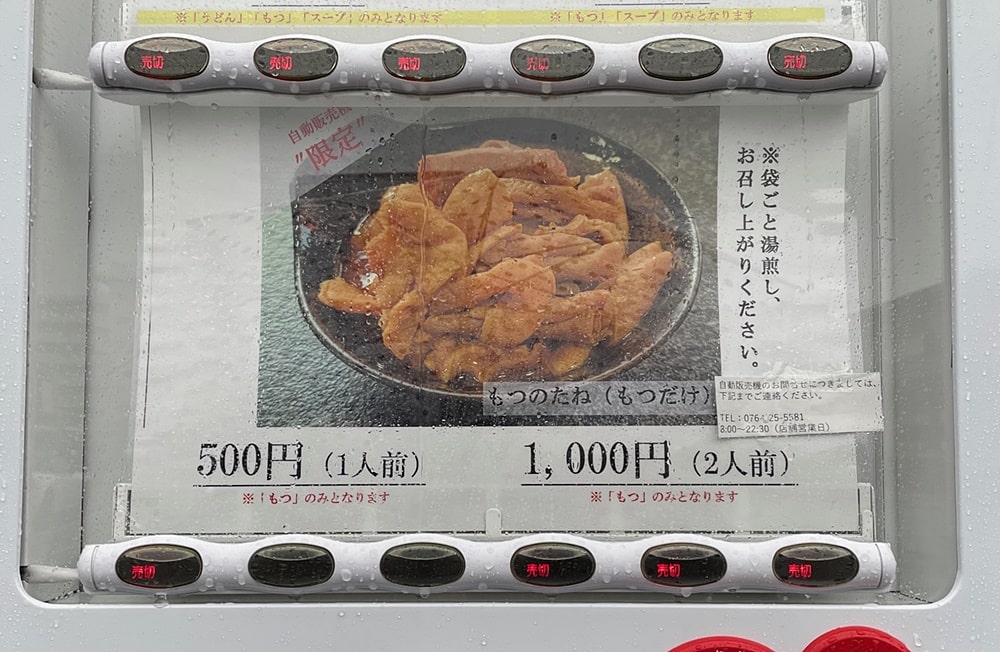 ※「うどん」「もつ」「スープ」のみとなります
※「もつ」「スープ」のみとなります
売切
売切
売切
売切
売切
自動販売機
"限定"
※袋ごと湯煎し、
お召し上がりください。
もつのたね（もつだけ）
自動販売機のお問合せにつきましては、
下記までご連絡ください。
8:00〜22:30（店舗営業日）
500円（1人前）
1,000円（2人前）
※「もつ」のみとなります
※「もつ」のみとなります
売切
売切
売切
売切